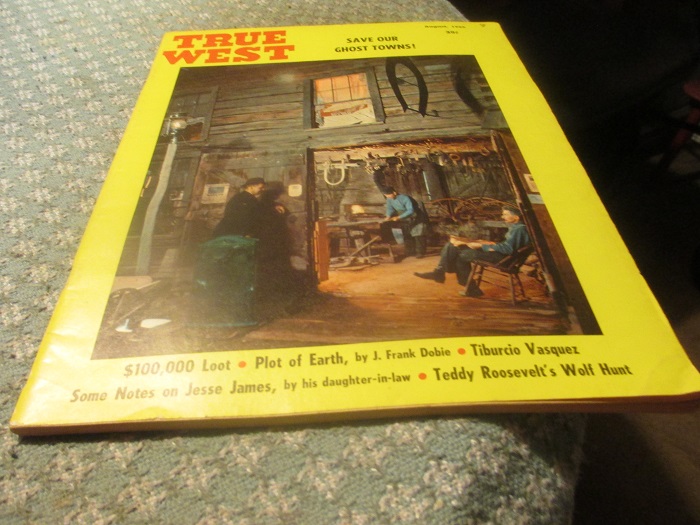 TRUE
WEST
SAVE OUR
GHOST TOWNS!
August,
$100,000 Loot • Plot of Earth, by J. Frank Dobie • Tiburcio Vasquez
Some Notes on Jesse James, by his daughter-in-law • Teddy Roosevelt's Wolf Hunt